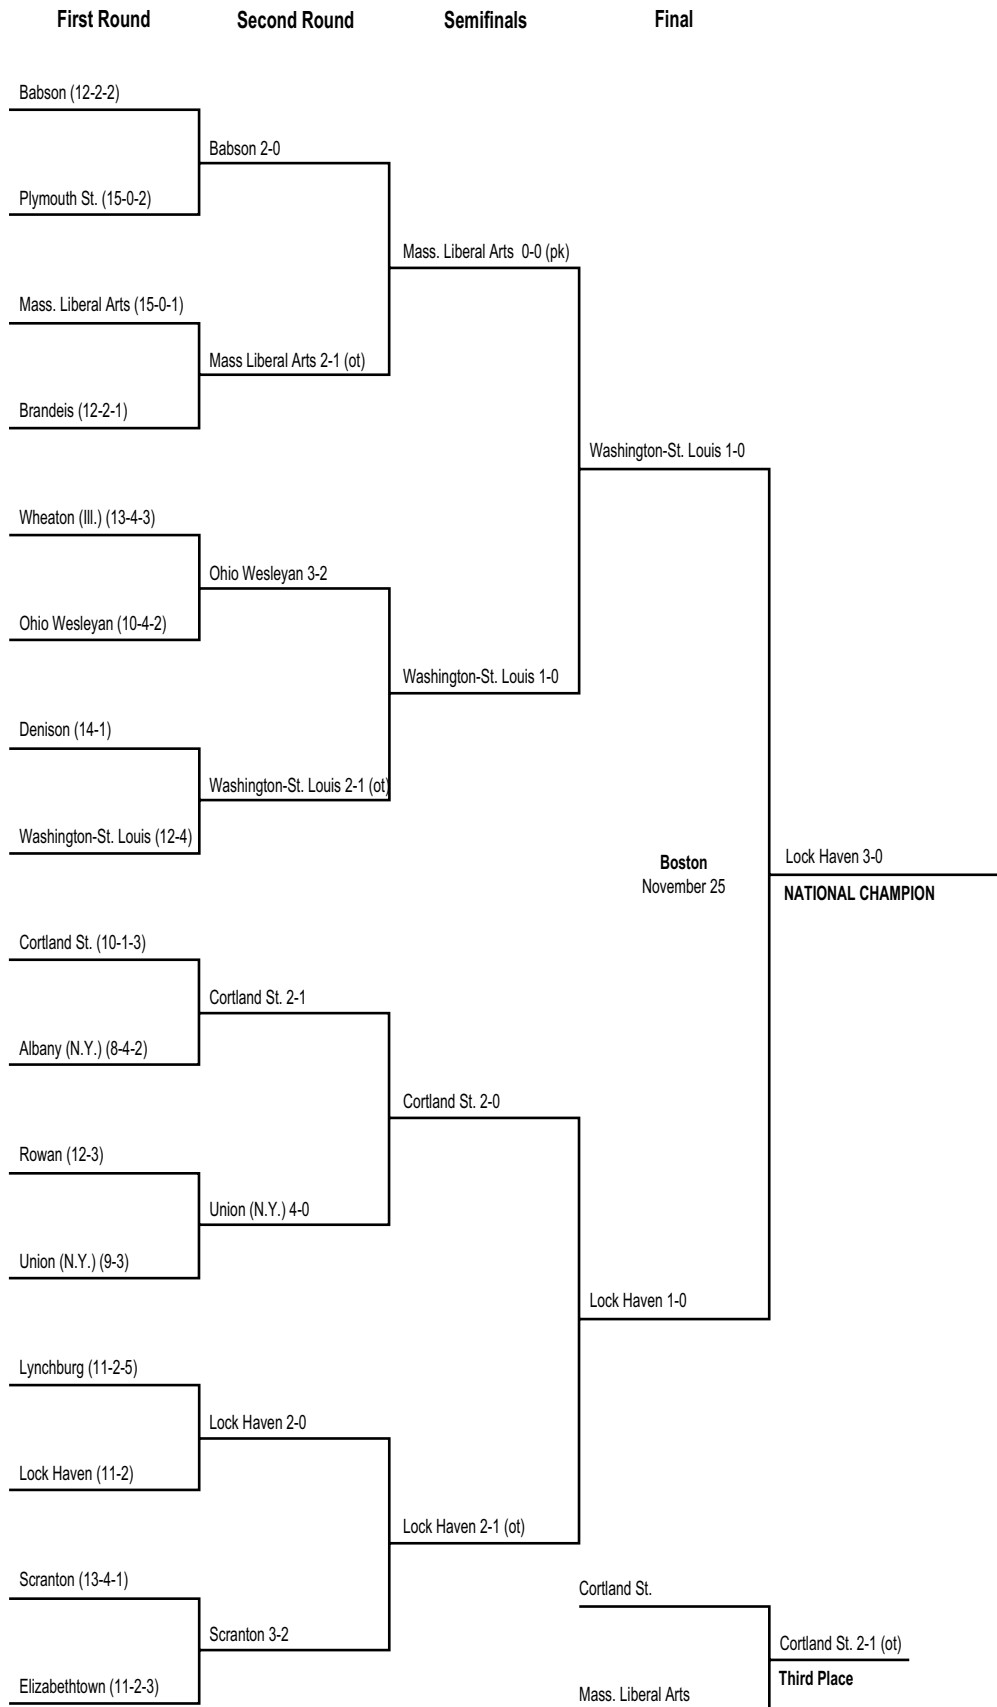 First Round
Second Round
Semifinals
Final
Babson (12-2-2)
Babson 2-0
Plymouth St. (15-0-2)
Mass. Liberal Arts  0-0 (pk)
Mass. Liberal Arts (15-0-1)
Mass Liberal Arts 2-1 (ot)
Brandeis (12-2-1)
Washington-St. Louis 1-0
Wheaton (Ill.) (13-4-3)
Ohio Wesleyan 3-2
Ohio Wesleyan (10-4-2)
Washington-St. Louis 1-0
Denison (14-1)
Washington-St. Louis 2-1 (ot)
Washington-St. Louis (12-4)
Boston
November 25
Lock Haven 3-0
NATIONAL CHAMPION
Cortland St. (10-1-3)
Cortland St. 2-1
Albany (N.Y.) (8-4-2)
Cortland St. 2-0
Rowan (12-3)
Union (N.Y.) 4-0
Union (N.Y.) (9-3)
Lock Haven 1-0
Lynchburg (11-2-5)
Lock Haven 2-0
Lock Haven (11-2)
Lock Haven 2-1 (ot)
Scranton (13-4-1)
Scranton 3-2
Elizabethtown (11-2-3)
Cortland St.
Cortland St. 2-1 (ot)
Third Place
Mass. Liberal Arts